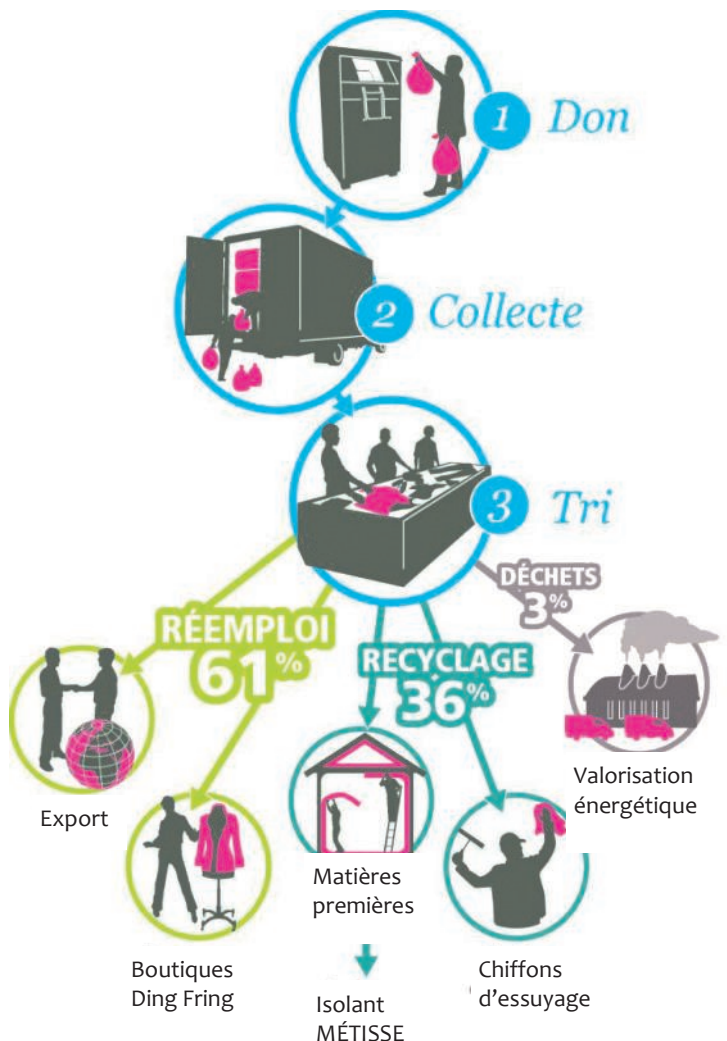 1 Don
2 Collecte
3 Tri
RÉEMPLOI
61%
RECYCLAGE
36%
DÉCHETS
3%
Export
Boutiques
Ding Fring
Matières
premières
Isolant
MÉTISSE
Chiffons
d’essuyage
Valorisation
énergétique